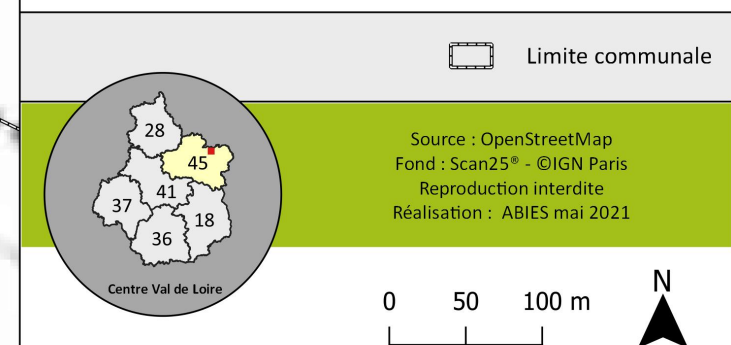 Limite communale
28
45
41
37
18
36
Centre Val de Loire
Source : OpenStreetMap
Fond : Scan25® - ©IGN Paris
Reproduction interdite
Réalisation : ABIES mai 2021
0 50 100 m
N